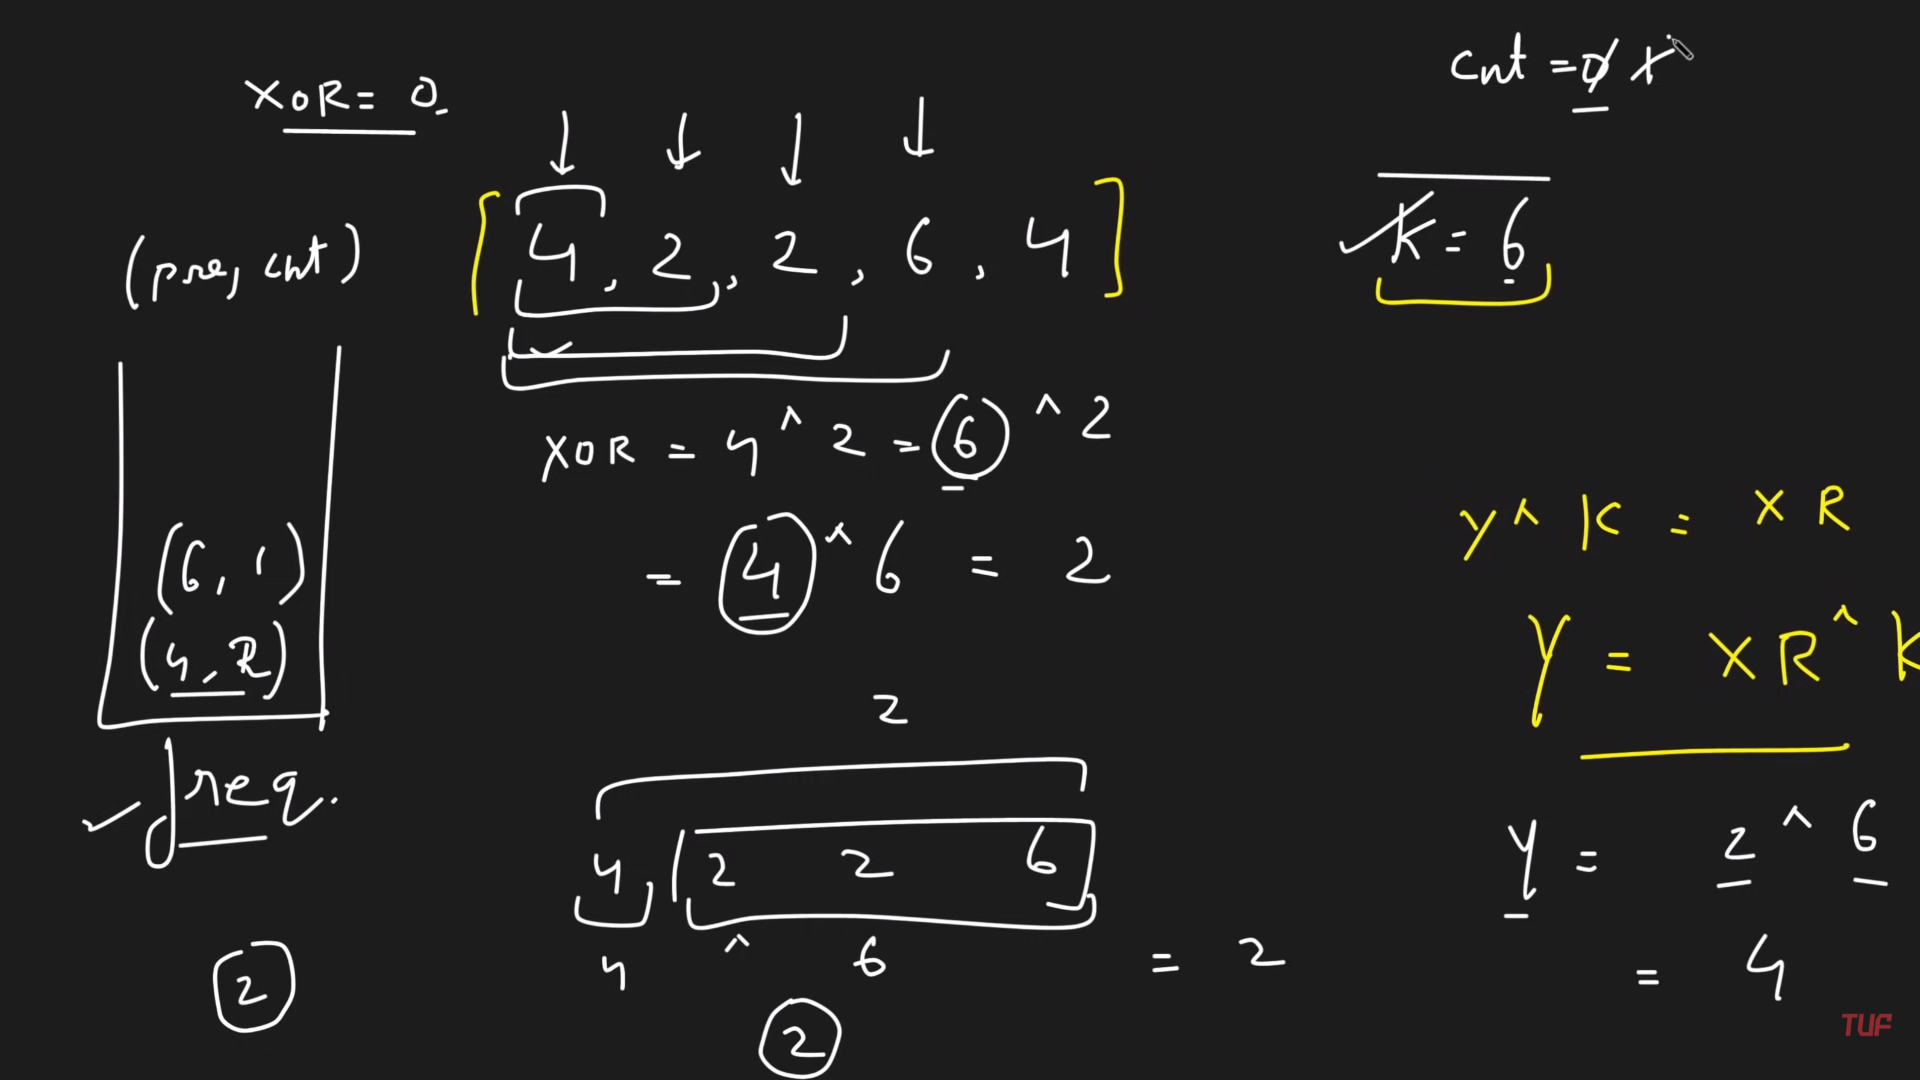 XOR = 0
cnt = 0 1
(pre, cnt)
[4, 2, 2, 6, 4]
K = 6
XOR = 4 ^ 2 = 6 ^ 2
= 4 ^ 6 = 2
y ^ K = XR
(6, 1)
(4, 2)
Y = XR ^ K
2
freq.
4 2 2 6
y = 2 ^ 6
4 ^ 6 = 2
= 4
2
2
TUF